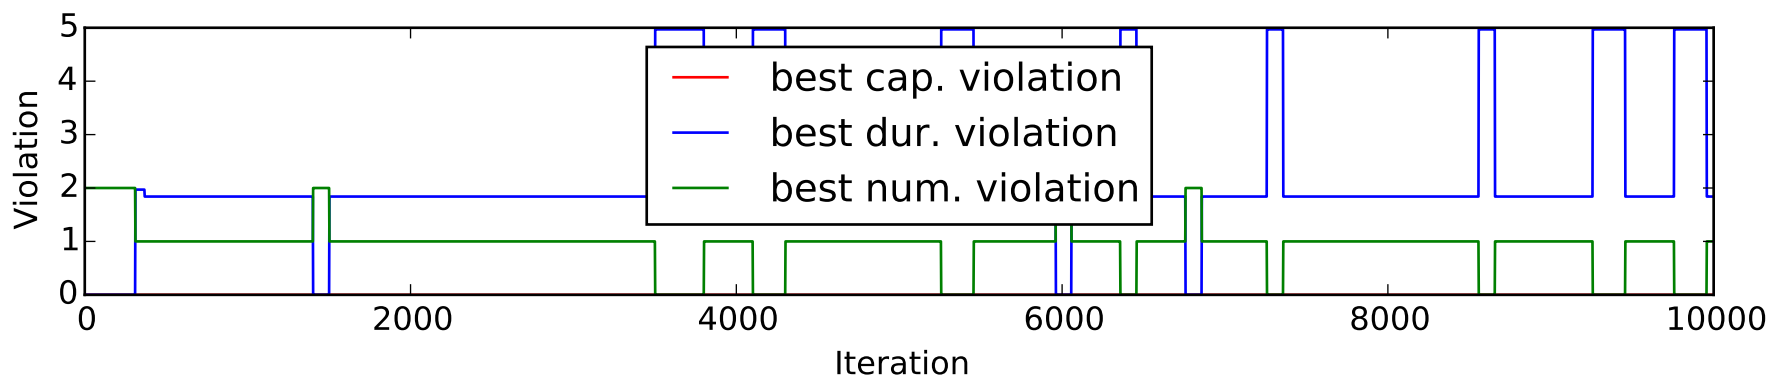 5
4
3
2
1
0
Violation
best cap. violation
best dur. violation
best num. violation
0 2000 4000 6000 8000 10000
Iteration